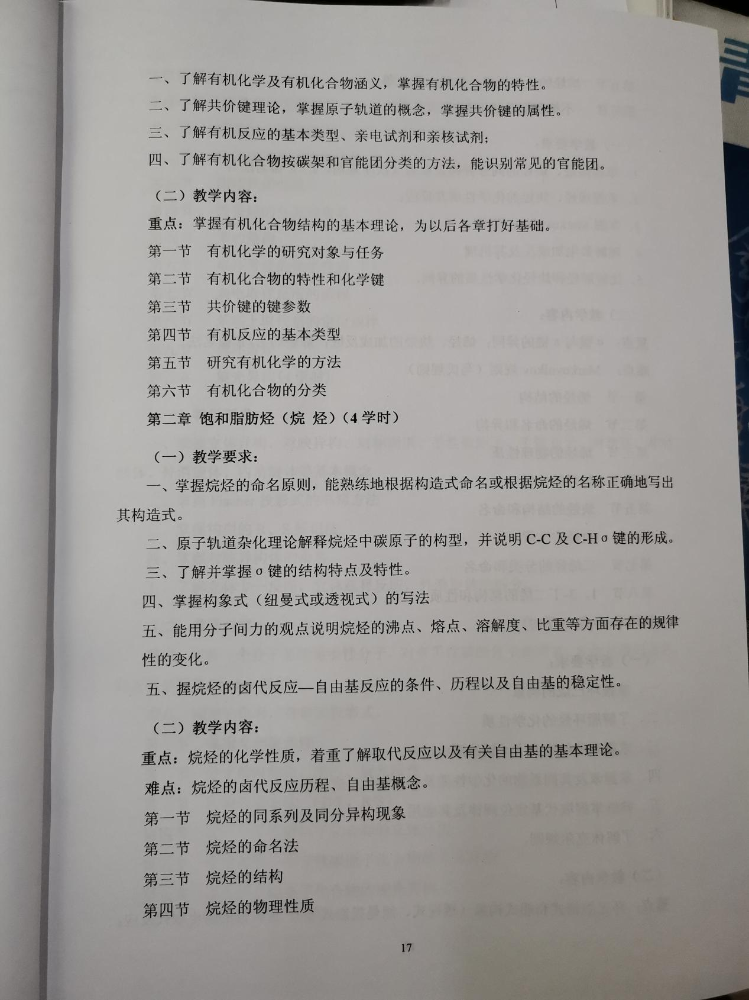 一、了解有机化学及有机化合物涵义，掌握有机化合物的特性。
二、了解共价键理论，掌握原子轨道的概念，掌握共价键的属性。
三、了解有机反应的基本类型、亲电试剂和亲核试剂；
四、了解有机化合物按碳架和官能团分类的方法，能识别常见的官能团。
（二）教学内容：
重点：掌握有机化合物结构的基本理论，为以后各章打好基础。
第一节 有机化学的研究对象与任务
第二节 有机化合物的特性和化学键
第三节 共价键的键参数
第四节 有机反应的基本类型
第五节 研究有机化学的方法
第六节 有机化合物的分类
第二章 饱和脂肪烃（烷 烃）（4 学时）
（一）教学要求：
一、掌握烷烃的命名原则，能熟练地根据构造式命名或根据烷烃的名称正确地写出
其构造式。
二、原子轨道杂化理论解释烷烃中碳原子的构型，并说明 C-C 及 C-H σ 键的形成。
三、了解并掌握 σ 键的结构特点及特性。
四、掌握构象式（纽曼式或透视式）的写法
五、能用分子间力的观点说明烷烃的沸点、熔点、溶解度、比重等方面存在的规律
性的变化。
五、握烷烃的卤代反应—自由基反应的条件、历程以及自由基的稳定性。
（二）教学内容：
重点：烷烃的化学性质，着重了解取代反应以及有关自由基的基本理论。
难点：烷烃的卤代反应历程、自由基概念。
第一节 烷烃的同系列及同分异构现象
第二节 烷烃的命名法
第三节 烷烃的结构
第四节 烷烃的物理性质
17